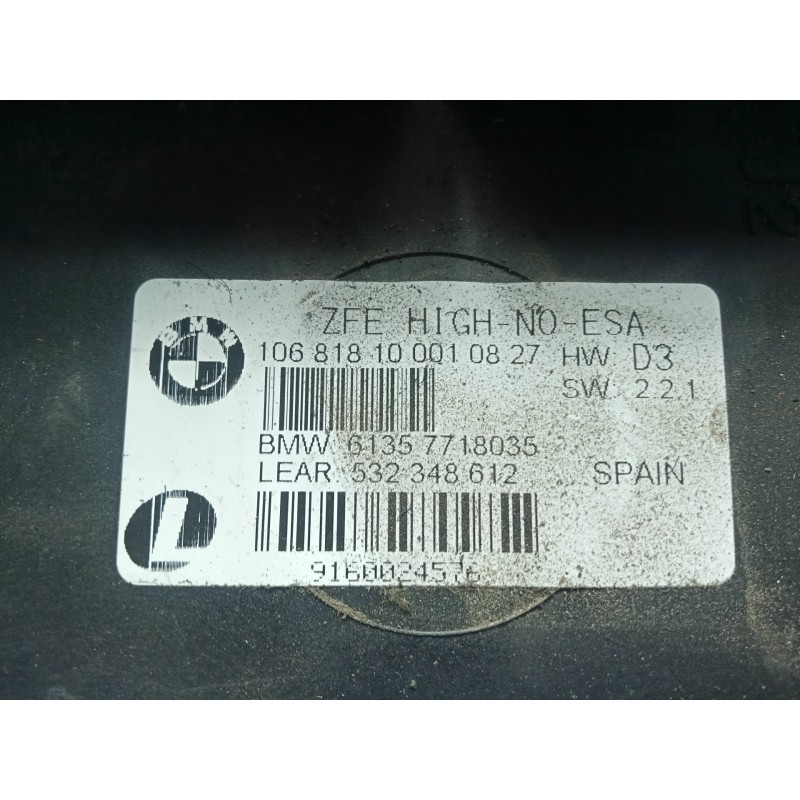 BMW
ZFE HIGH-NO-ESA
106 818 10 001 08 27 HW D3
SW 2.2.1
BMW 6135 7718035
LEAR 532 348 612 SPAIN
9160024576